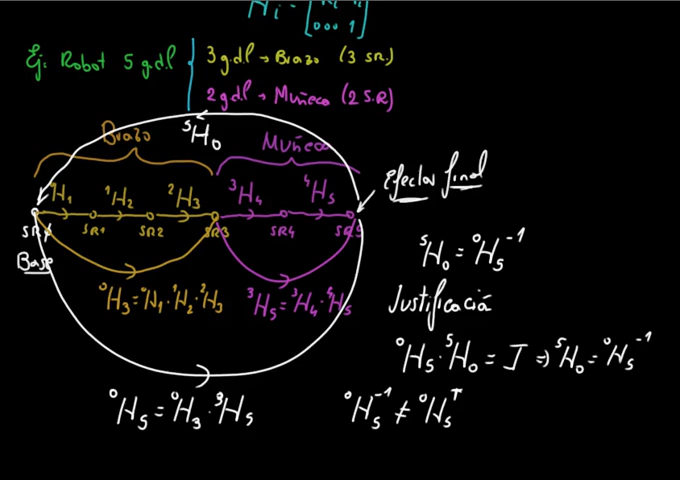 000 1
Ej: Robot 5 g.d.l
3 g.d.l → Brazo (3 S.R.)
2 g.d.l → Muñeca (2 S.R)
⁵H₀
Brazo
Muñeca
Efector final
⁰H₁ ¹H₂ ²H₃ ³H₄ ⁴H₅
SR0 SR1 SR2 SR3 SR4 SR5
Base
⁵H₀ = ⁰H₅⁻¹
⁰H₃ = ⁰H₁ · ¹H₂ · ²H₃
³H₅ = ³H₄ · ⁴H₅
Justificació
⁰H₅ · ⁵H₀ = I ⇒ ⁵H₀ = ⁰H₅⁻¹
⁰H₅ = ⁰H₃ · ³H₅
⁰H₅⁻¹ ≠ ⁰H₅ᵀ